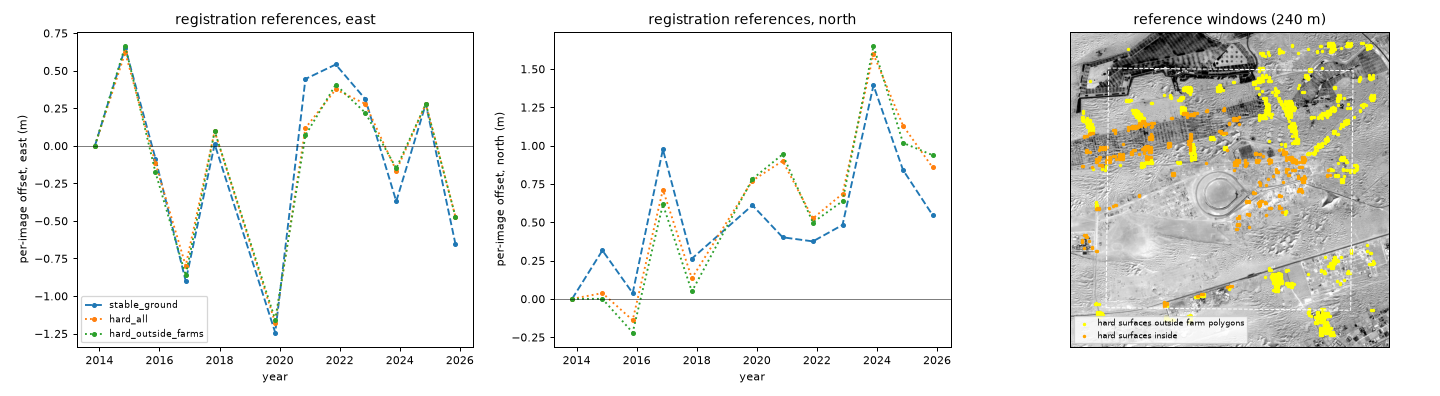 registration references, east
per-image offset, east (m)
0.75
0.50
0.25
0.00
−0.25
−0.50
−0.75
−1.00
−1.25
stable_ground
hard_all
hard_outside_farms
2014 2016 2018 2020 2022 2024 2026
year
registration references, north
per-image offset, north (m)
1.50
1.25
1.00
0.75
0.50
0.25
0.00
−0.25
2014 2016 2018 2020 2022 2024 2026
year
reference windows (240 m)
hard surfaces outside farm polygons
hard surfaces inside